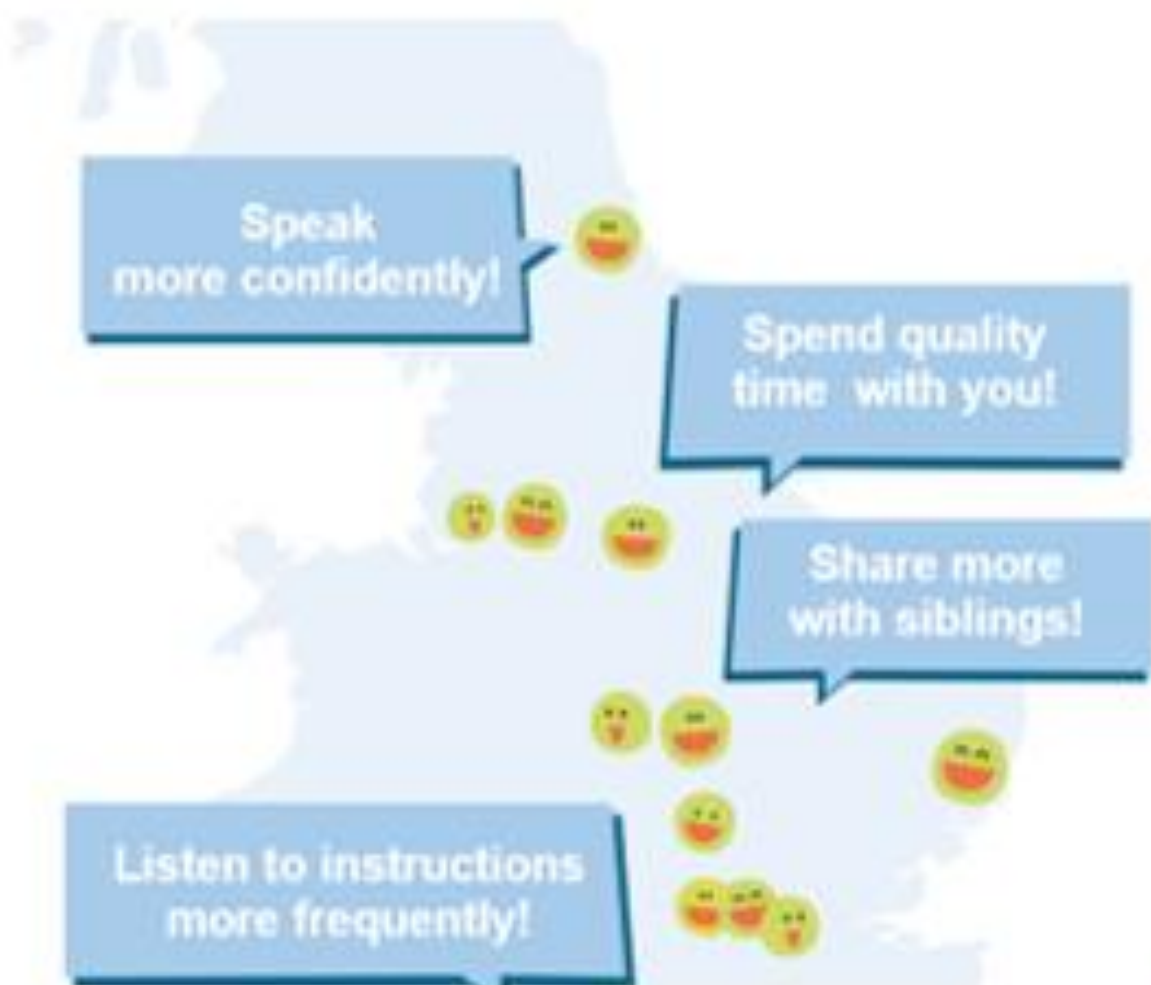 Speak
more confidently!
Spend quality
time with you!
Share more
with siblings!
Listen to instructions
more frequently!